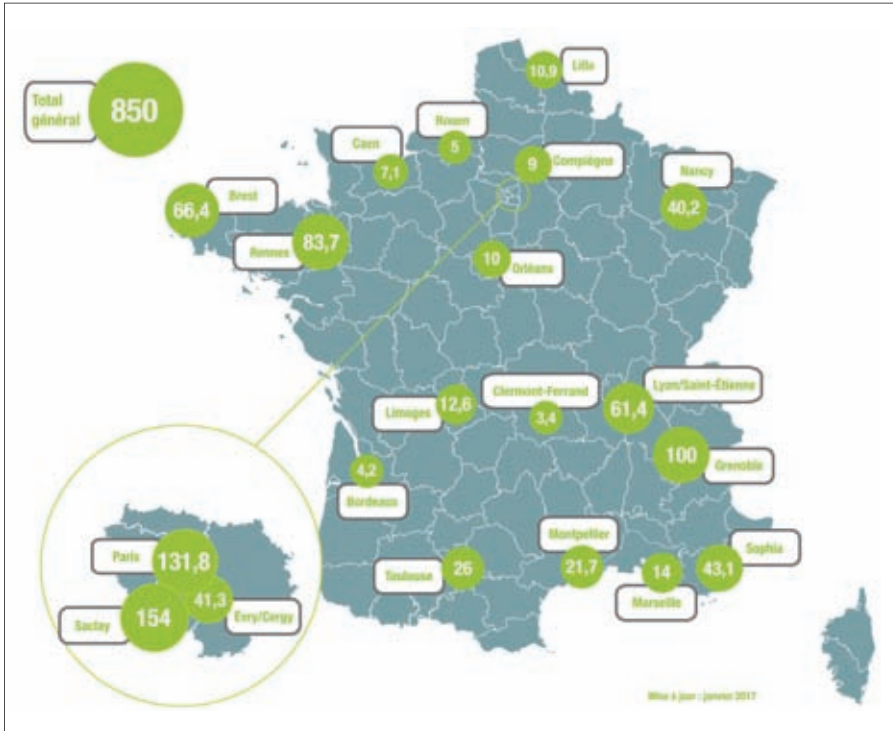 Total
général
850
10,9
Lille
Rouen
5
Caen
7,1
9
Compiègne
Nancy
40,2
Brest
66,4
83,7
Rennes
10
Orléans
Clermont-Ferrand
3,4
Lyon/Saint-Étienne
61,4
Limoges
12,6
100
Grenoble
4,2
Bordeaux
Montpellier
21,7
Sophia
43,1
Toulouse
26
14
Marseille
Paris
131,8
41,3
Evry/Cergy
Saclay
154
Mise à jour : janvier 2017